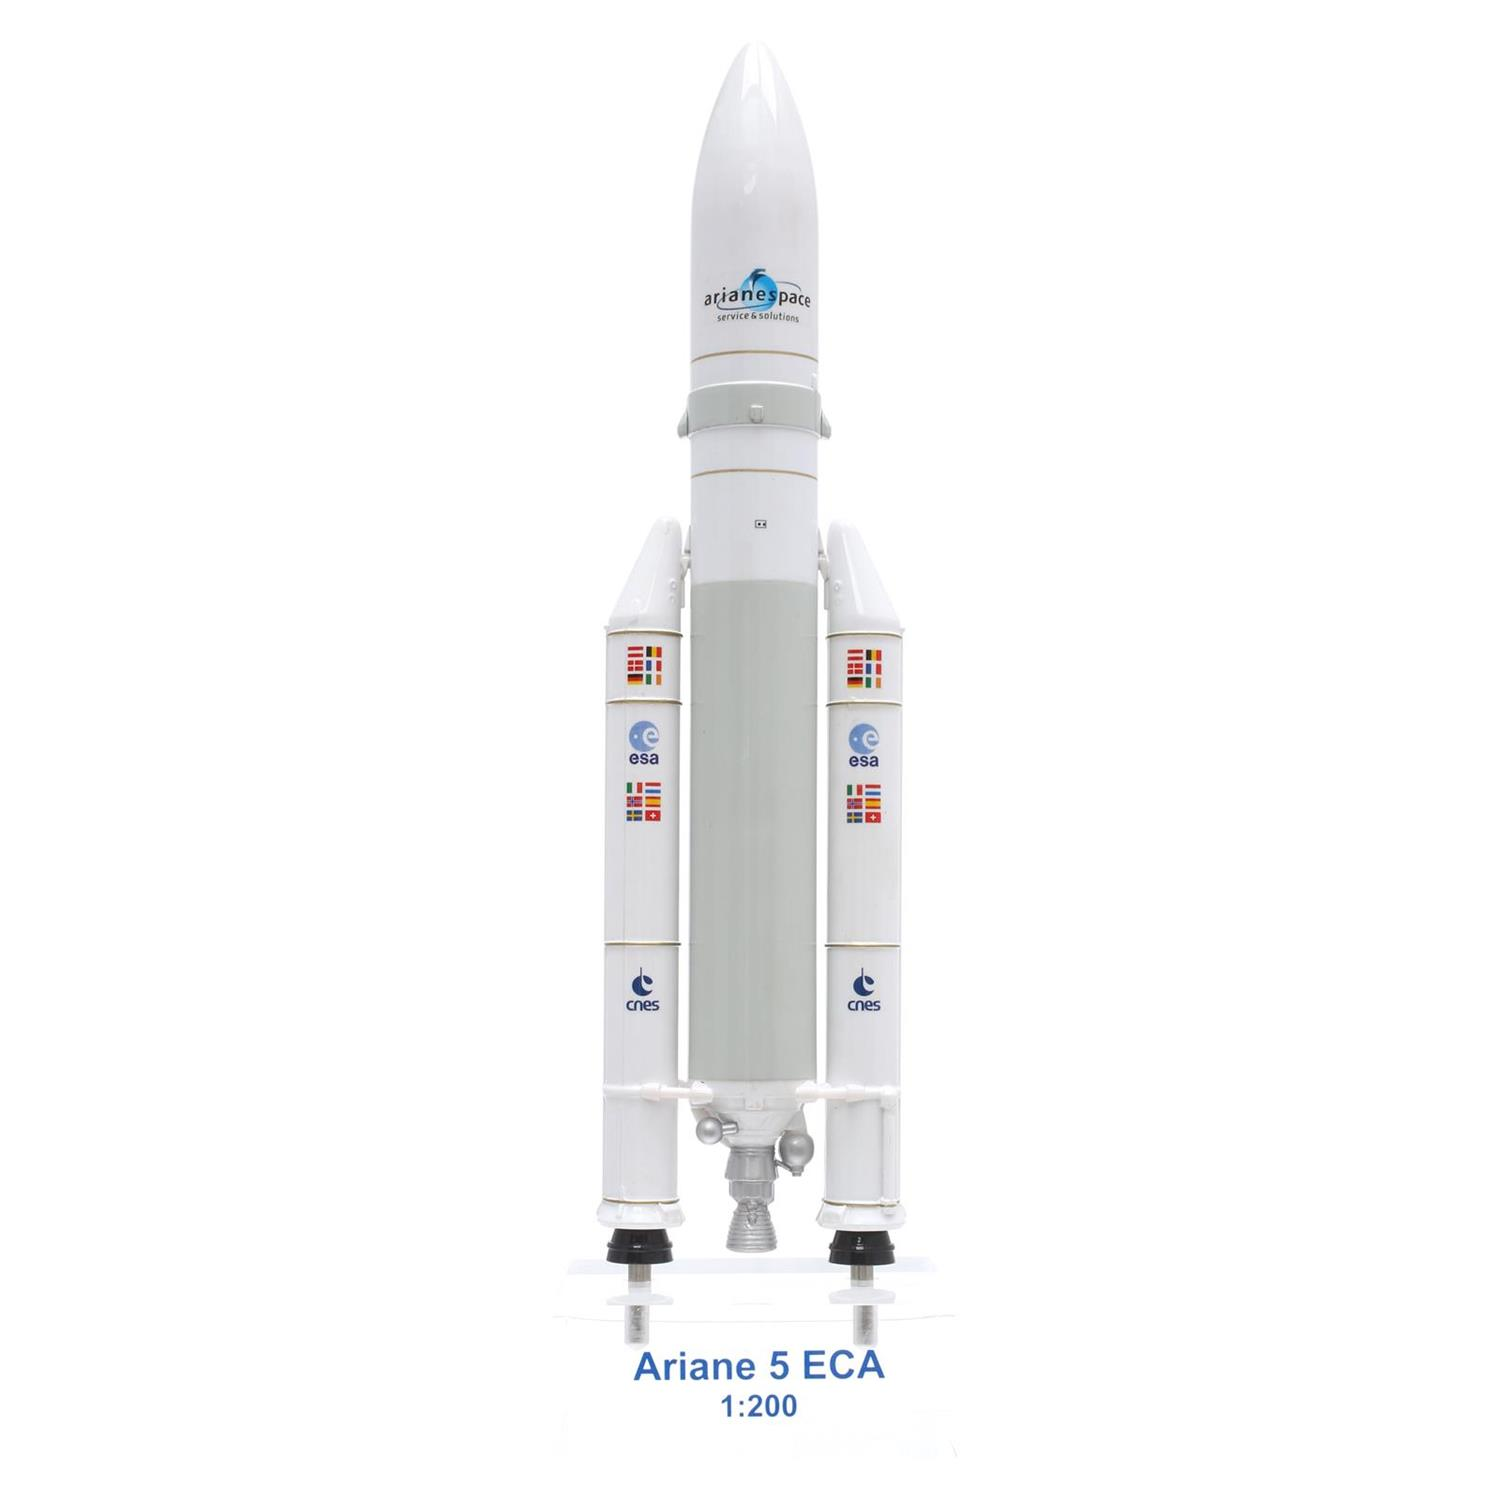 arianespace
service & solutions
esa
esa
cnes
cnes
Ariane 5 ECA
1:200